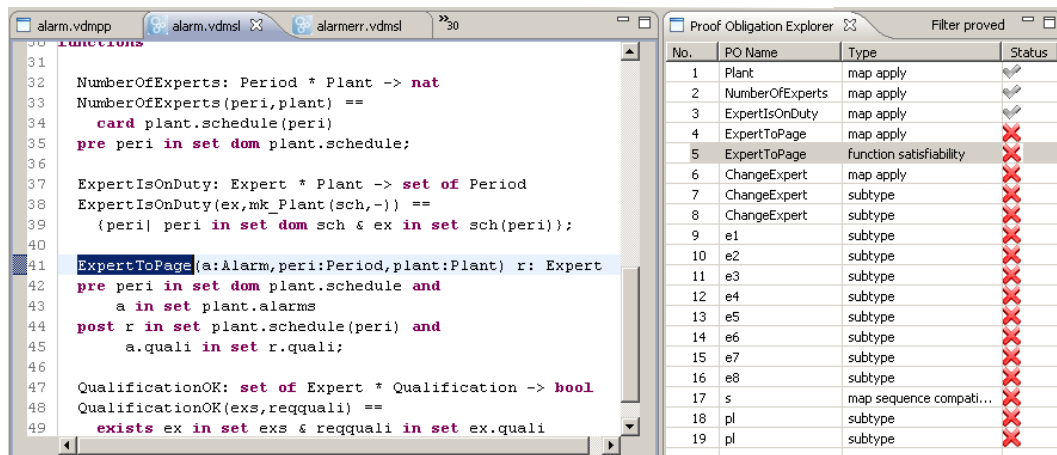 alarm.vdmpp
alarm.vdmsl
alarmerr.vdmsl
30
30 functions
31
32 NumberOfExperts: Period * Plant -> nat
33 NumberOfExperts(peri,plant) ==
34 card plant.schedule(peri)
35 pre peri in set dom plant.schedule;
36
37 ExpertIsOnDuty: Expert * Plant -> set of Period
38 ExpertIsOnDuty(ex,mk_Plant(sch,-)) ==
39 {peri| peri in set dom sch & ex in set sch(peri)};
40
41 ExpertToPage(a:Alarm,peri:Period,plant:Plant) r: Expert
42 pre peri in set dom plant.schedule and
43 a in set plant.alarms
44 post r in set plant.schedule(peri) and
45 a.quali in set r.quali;
46
47 QualificationOK: set of Expert * Qualification -> bool
48 QualificationOK(exs,reqquali) ==
49 exists ex in set exs & reqquali in set ex.quali
Proof Obligation Explorer Filter proved
No. PO Name Type Status
1 Plant map apply
2 NumberOfExperts map apply
3 ExpertIsOnDuty map apply
4 ExpertToPage map apply
5 ExpertToPage function satisfiability
6 ChangeExpert map apply
7 ChangeExpert subtype
8 ChangeExpert subtype
9 e1 subtype
10 e2 subtype
11 e3 subtype
12 e4 subtype
13 e5 subtype
14 e6 subtype
15 e7 subtype
16 e8 subtype
17 s map sequence compati...
18 pl subtype
19 pl subtype